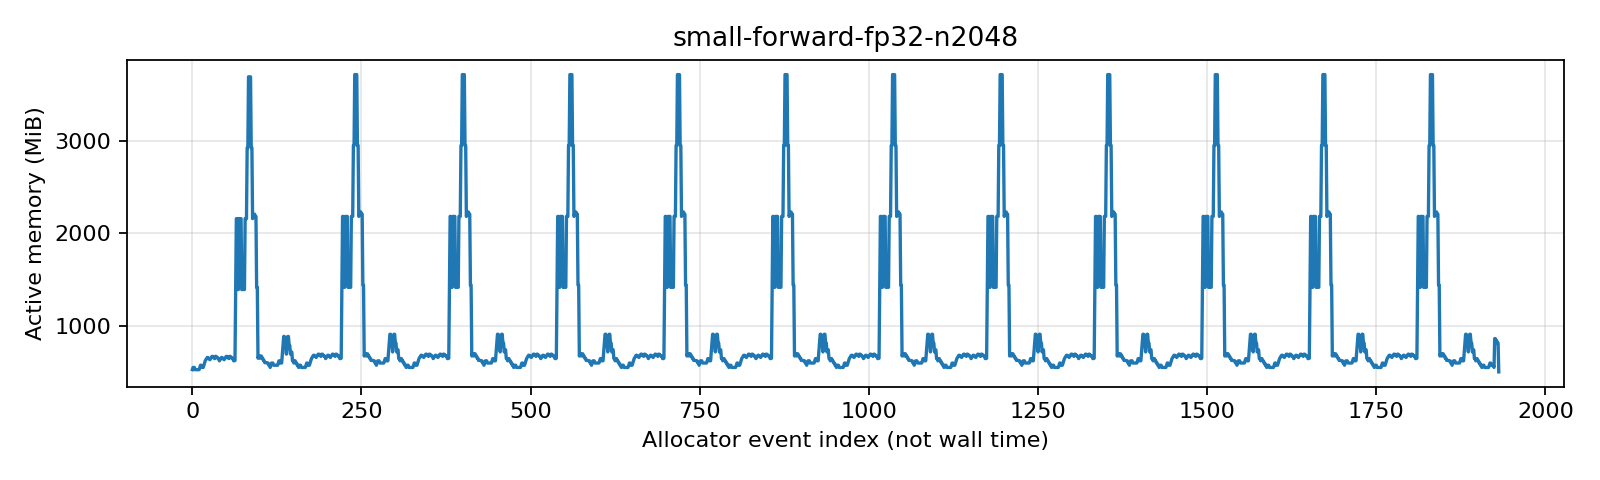 small-forward-fp32-n2048
Active memory (MiB)
3000
2000
1000
0 250 500 750 1000 1250 1500 1750 2000
Allocator event index (not wall time)